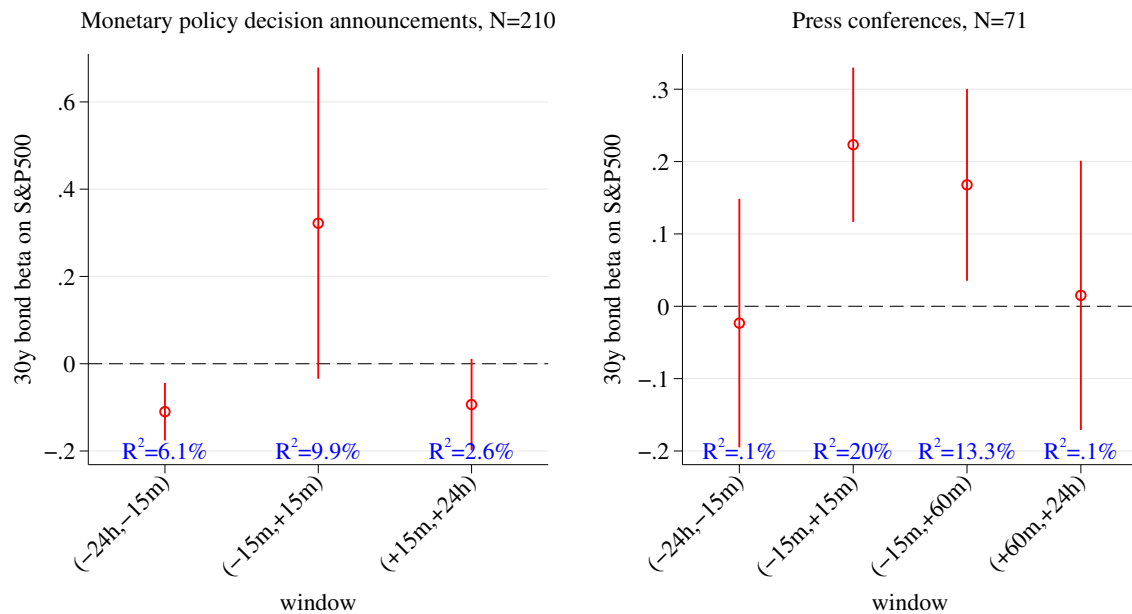 Monetary policy decision announcements, N=210
30y bond beta on S&P500
.6
.4
.2
0
−.2
R²=6.1%
R²=9.9%
R²=2.6%
(−24h,−15m)
(−15m,+15m)
(+15m,+24h)
window
Press conferences, N=71
30y bond beta on S&P500
.3
.2
.1
0
−.1
−.2
R²=.1%
R²=20%
R²=13.3%
R²=.1%
(−24h,−15m)
(−15m,+15m)
(−15m,+60m)
(+60m,+24h)
window